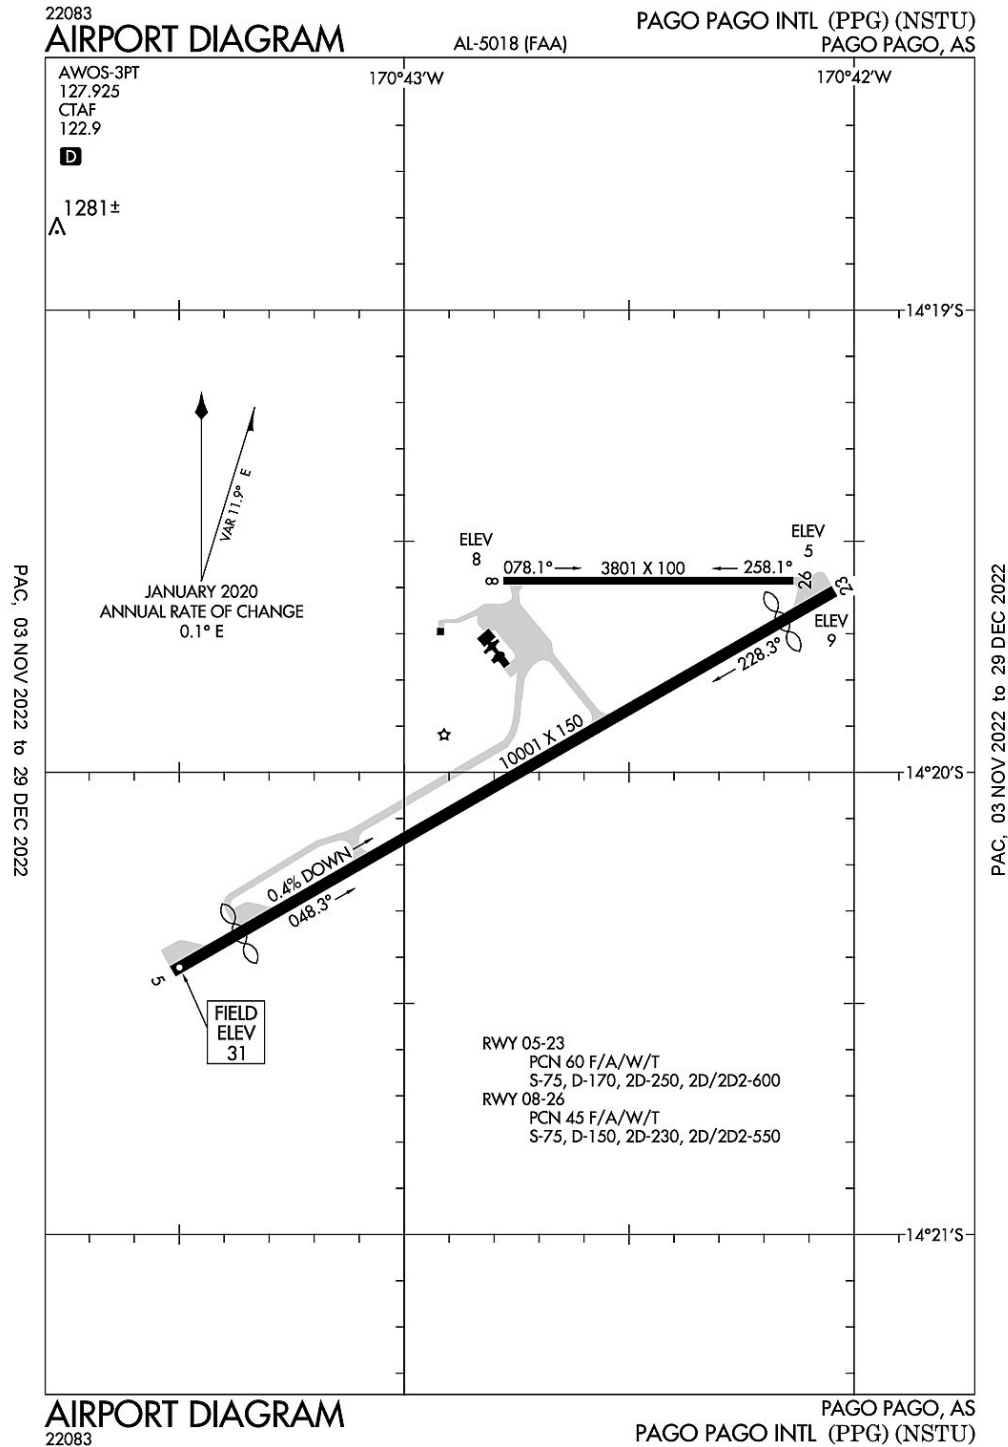 22083
AIRPORT DIAGRAM
AL-5018 (FAA)
PAGO PAGO INTL (PPG) (NSTU)
PAGO PAGO, AS
AWOS-3PT
127.925
CTAF
122.9
D
1281±
170°43'W
170°42'W
14°19'S
VAR 11.9° E
JANUARY 2020
ANNUAL RATE OF CHANGE
0.1° E
ELEV
8
8
078.1°
3801 X 100
258.1°
ELEV
5
26
23
ELEV
9
228.3°
10001 X 150
14°20'S
0.4% DOWN
048.3°
5
FIELD
ELEV
31
RWY 05-23
PCN 60 F/A/W/T
S-75, D-170, 2D-250, 2D/2D2-600
RWY 08-26
PCN 45 F/A/W/T
S-75, D-150, 2D-230, 2D/2D2-550
14°21'S
PAC, 03 NOV 2022 to 29 DEC 2022
PAC, 03 NOV 2022 to 29 DEC 2022
AIRPORT DIAGRAM
22083
PAGO PAGO, AS
PAGO PAGO INTL (PPG) (NSTU)